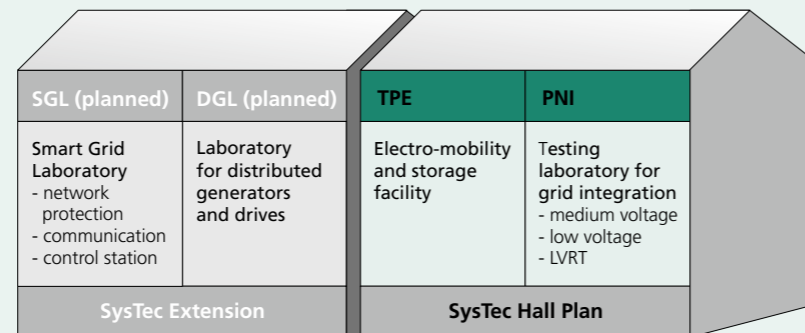 SGL (planned)
DGL (planned)
TPE
PNI
Smart Grid
Laboratory
- network
protection
- communication
- control station
Laboratory
for distributed
generators
and drives
Electro-mobility
and storage
facility
Testing
laboratory for
grid integration
- medium voltage
- low voltage
- LVRT
SysTec Extension
SysTec Hall Plan